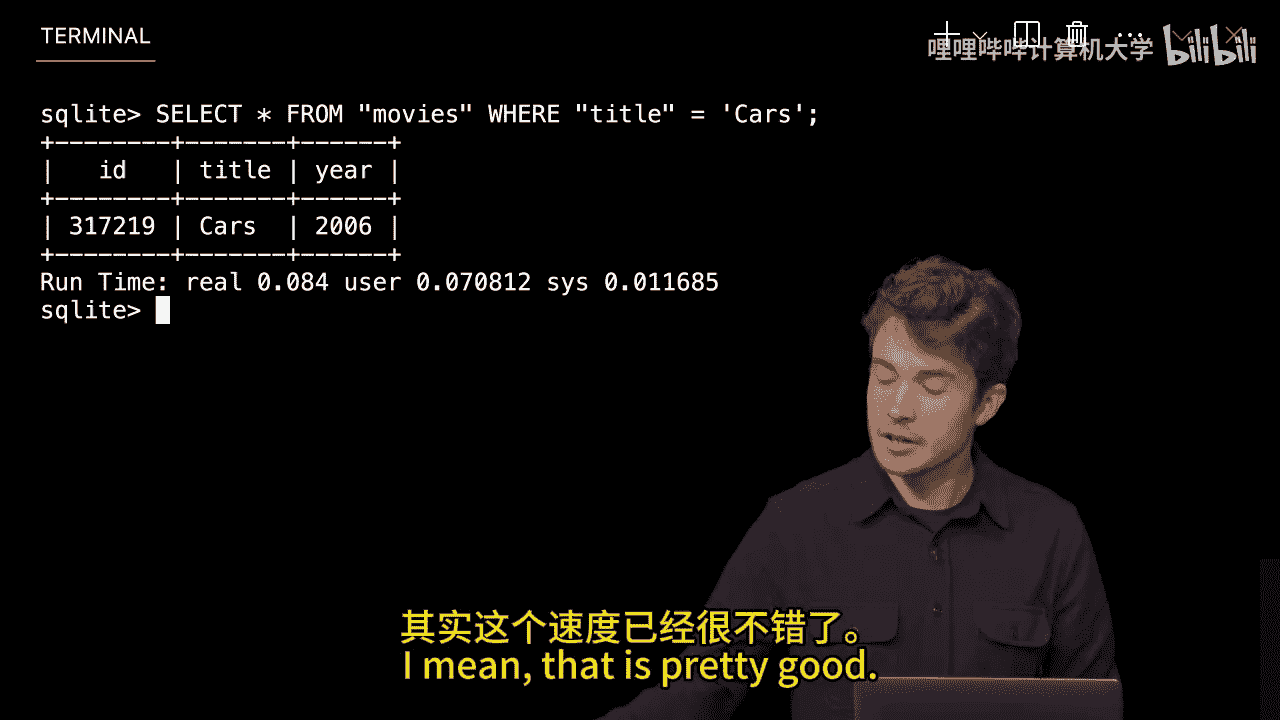 TERMINAL
哩哩哔哔计算机大学 bilibili
sqlite> SELECT * FROM "movies" WHERE "title" = 'Cars';
+--------+-------+------+
|   id   | title | year |
+--------+-------+------+
| 317219 | Cars  | 2006 |
+--------+-------+------+
Run Time: real 0.084 user 0.070812 sys 0.011685
sqlite>
其实这个速度已经很不错了。
I mean, that is pretty good.